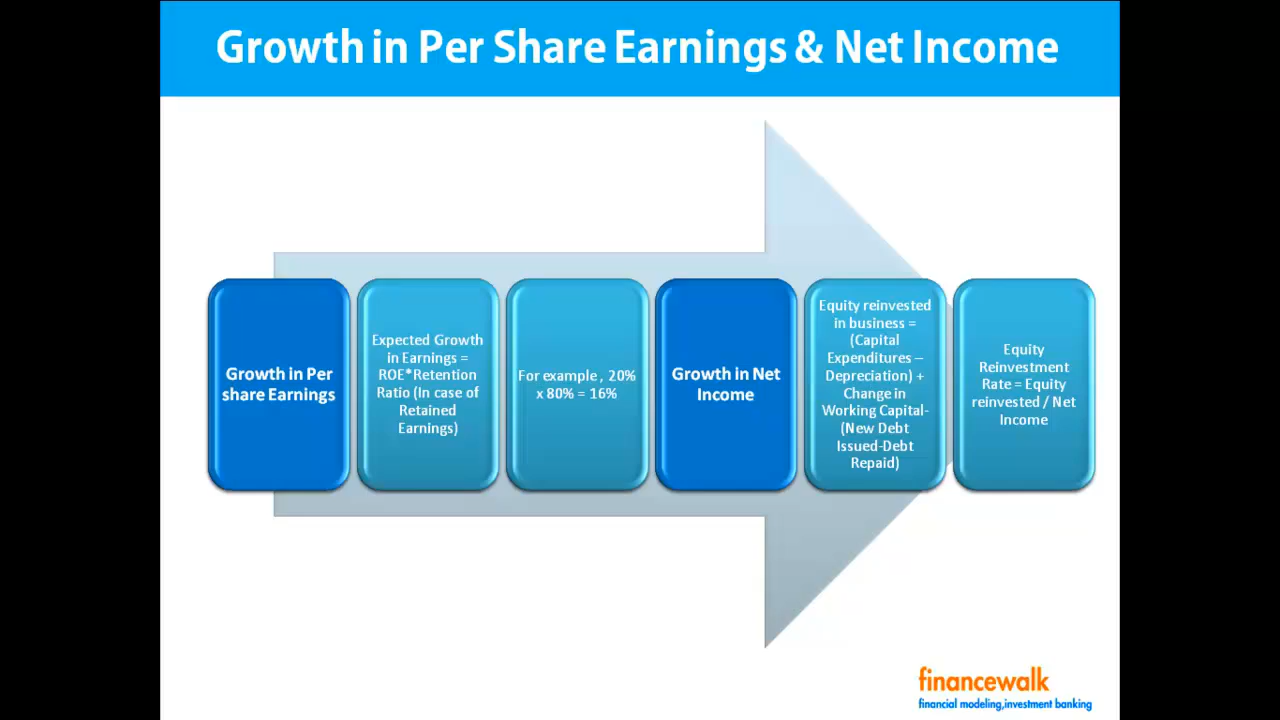 Growth in Per Share Earnings & Net Income
Growth in Per
share Earnings
Expected Growth
in Earnings =
ROE*Retention
Ratio (In case of
Retained
Earnings)
For example , 20%
x 80% = 16%
Growth in Net
Income
Equity reinvested
in business =
(Capital
Expenditures –
Depreciation) +
Change in
Working Capital-
(New Debt
Issued-Debt
Repaid)
Equity
Reinvestment
Rate = Equity
reinvested / Net
Income
financewalk
financial modeling,investment banking